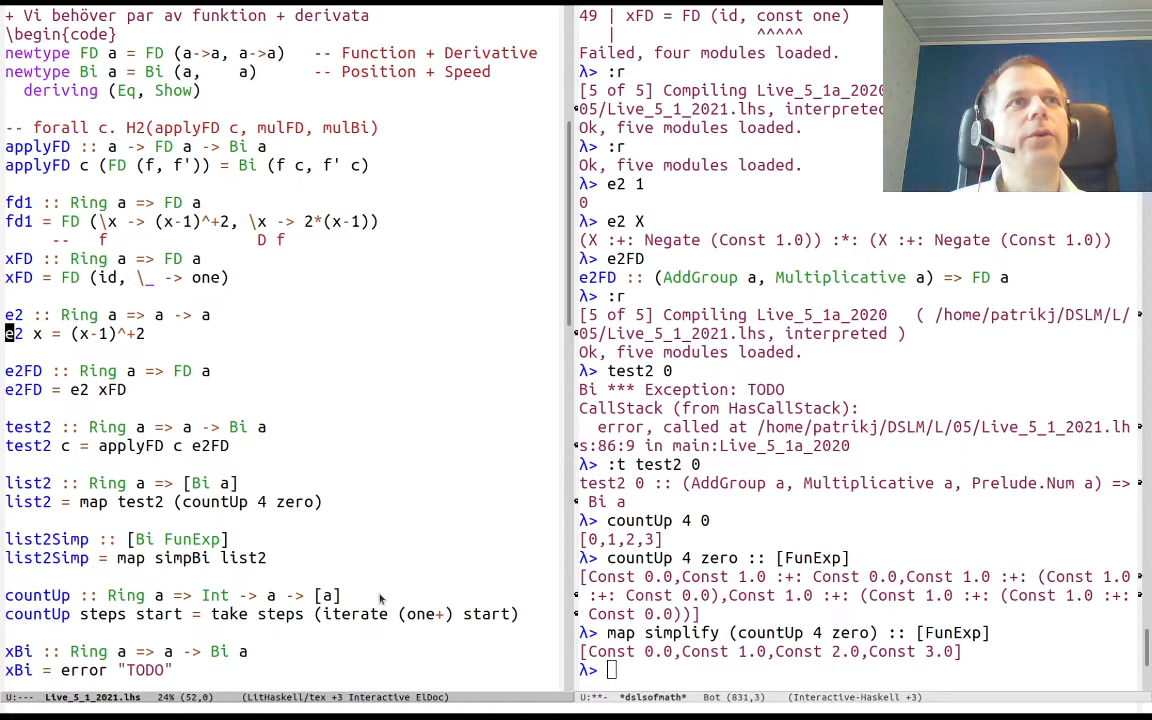 + Vi behöver par av funktion + derivata
\begin{code}
newtype FD a = FD (a->a, a->a)   -- Function + Derivative
newtype Bi a = Bi (a,    a)   -- Position + Speed
  deriving (Eq, Show)
-- forall c. H2(applyFD c, mulFD, mulBi)
applyFD :: a -> FD a -> Bi a
applyFD c (FD (f, f')) = Bi (f c, f' c)
fd1 :: Ring a => FD a
fd1 = FD (\x -> (x-1)^+2, \x -> 2*(x-1))
     --   f                 D f
xFD :: Ring a => FD a
xFD = FD (id, \_ -> one)
e2 :: Ring a => a -> a
e2 x = (x-1)^+2
e2FD :: Ring a => FD a
e2FD = e2 xFD
test2 :: Ring a => a -> Bi a
test2 c = applyFD c e2FD
list2 :: Ring a => [Bi a]
list2 = map test2 (countUp 4 zero)
list2Simp :: [Bi FunExp]
list2Simp = map simpBi list2
countUp :: Ring a => Int -> a -> [a]
countUp steps start = take steps (iterate (one+) start)
xBi :: Ring a => a -> Bi a
xBi = error "TODO"
U:---  Live_5_1_2021.lhs   24% (52,0)     (LitHaskell/tex +3 Interactive ElDoc)
49 | xFD = FD (id, const one)
   |               ^^^^^
Failed, four modules loaded.
λ> :r
[5 of 5] Compiling Live_5_1a_2020
05/Live_5_1_2021.lhs, interpreted
Ok, five modules loaded.
λ> :r
Ok, five modules loaded.
λ> e2 1
0
λ> e2 X
(X :+: Negate (Const 1.0)) :*: (X :+: Negate (Const 1.0))
λ> e2FD
e2FD :: (AddGroup a, Multiplicative a) => FD a
λ> :r
[5 of 5] Compiling Live_5_1a_2020   ( /home/patrikj/DSLM/L/
05/Live_5_1_2021.lhs, interpreted )
Ok, five modules loaded.
λ> test2 0
Bi *** Exception: TODO
CallStack (from HasCallStack):
  error, called at /home/patrikj/DSLM/L/05/Live_5_1_2021.lh
s:86:9 in main:Live_5_1a_2020
λ> :t test2 0
test2 0 :: (AddGroup a, Multiplicative a, Prelude.Num a) =>
 Bi a
λ> countUp 4 0
[0,1,2,3]
λ> countUp 4 zero :: [FunExp]
[Const 0.0,Const 1.0 :+: Const 0.0,Const 1.0 :+: (Const 1.0
 :+: Const 0.0),Const 1.0 :+: (Const 1.0 :+: (Const 1.0 :+:
 Const 0.0))]
λ> map simplify (countUp 4 zero) :: [FunExp]
[Const 0.0,Const 1.0,Const 2.0,Const 3.0]
λ>
U:**-  *dslsofmath*   Bot (831,3)    (Interactive-Haskell +3)